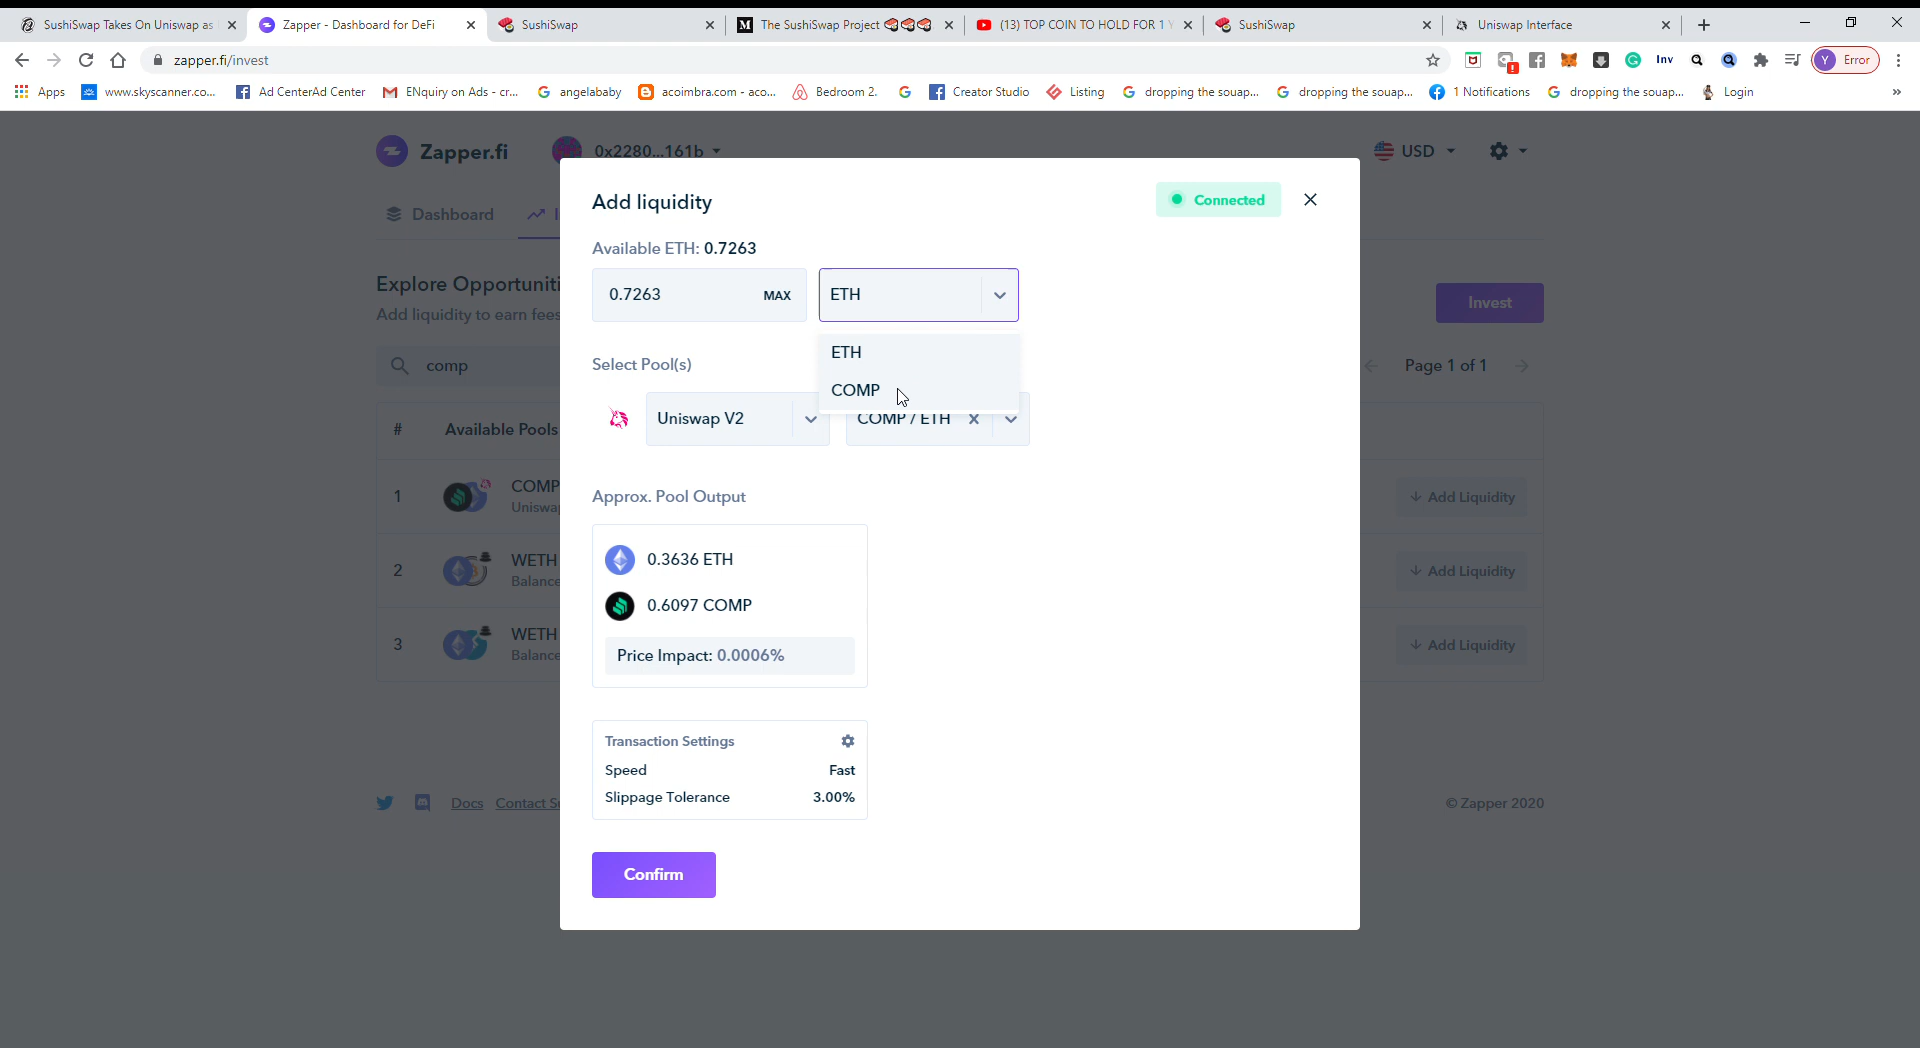 SushiSwap Takes On Uniswap as
Zapper - Dashboard for DeFi
SushiSwap
M The SushiSwap Project 🍣🍣🍣
(13) TOP COIN TO HOLD FOR 1 Y
SushiSwap
Uniswap Interface
zapper.fi/invest
Inv
Y Error
Apps
www.skyscanner.co...
Ad CenterAd Center
ENquiry on Ads - cr...
angelababy
acoimbra.com - aco...
Bedroom 2.
Creator Studio
Listing
dropping the souap...
dropping the souap...
1 Notifications
dropping the souap...
Login
Zapper.fi
0x2280...161b
USD
Dashboard
I
Add liquidity
Connected
Available ETH: 0.7263
0.7263 MAX
ETH
ETH
COMP
Explore Opportuniti
Add liquidity to earn fees
Invest
comp
Page 1 of 1
Select Pool(s)
Uniswap V2
COMP / ETH
# Available Pools
1 COMP
Uniswa
Add Liquidity
2 WETH
Balance
Add Liquidity
3 WETH
Balance
Add Liquidity
Approx. Pool Output
0.3636 ETH
0.6097 COMP
Price Impact: 0.0006%
Transaction Settings
Speed Fast
Slippage Tolerance 3.00%
Confirm
Docs Contact Su
© Zapper 2020